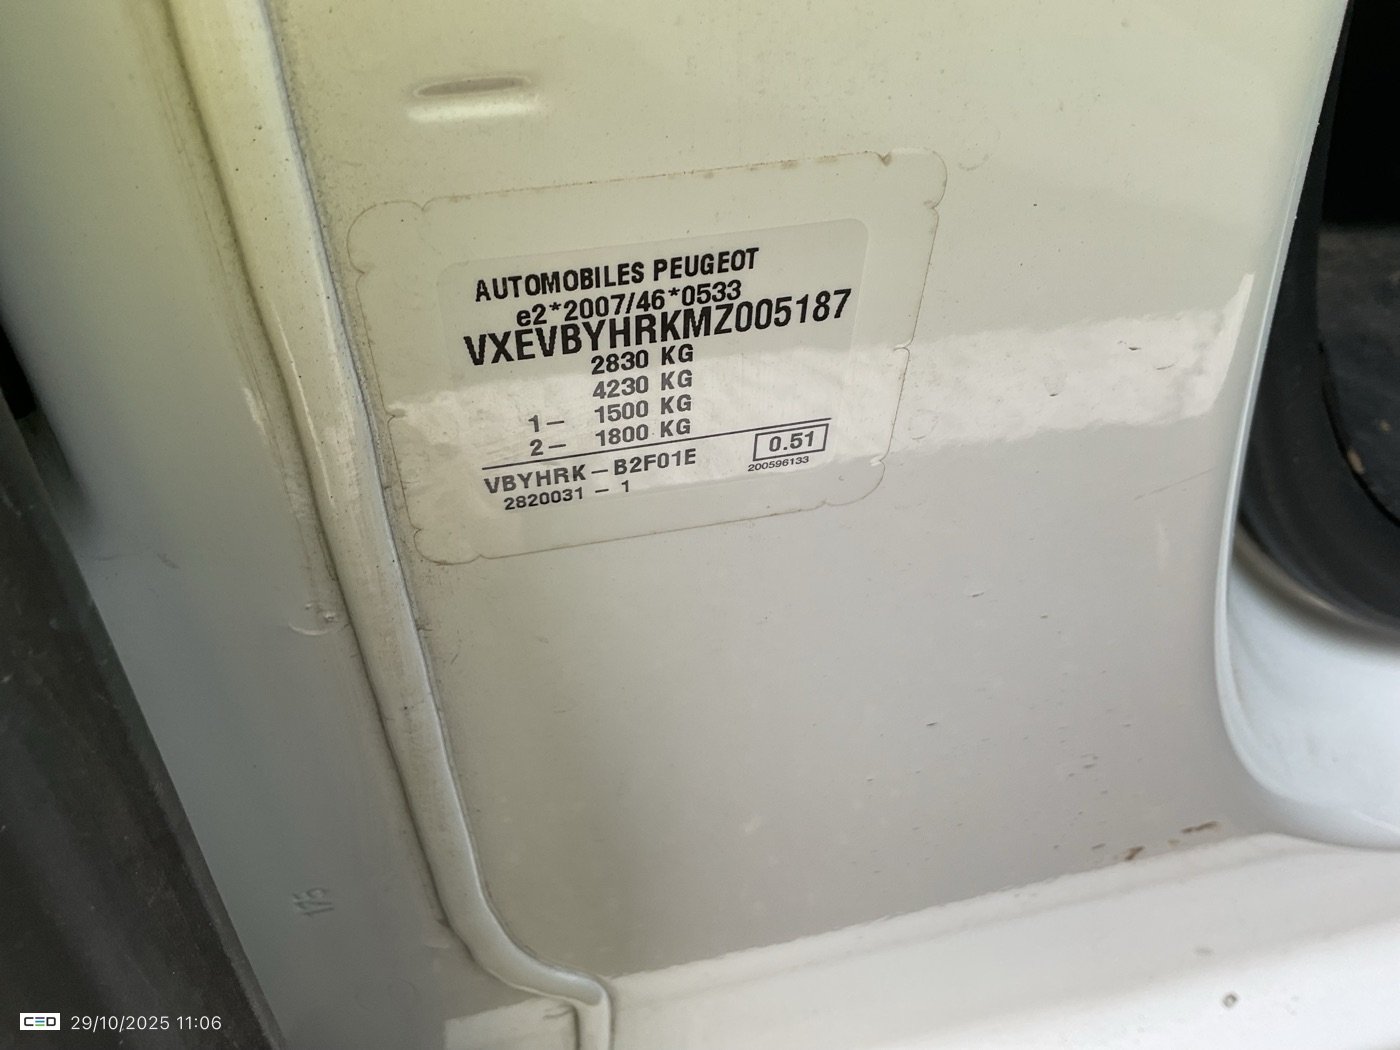 AUTOMOBILES PEUGEOT
e2*2007/46*0533
VXEVBYHRKMZ005187
2830 KG
4230 KG
1– 1500 KG
2– 1800 KG
VBYHRK – B2F01E
0.51
2820031 – 1
200596133
CED 29/10/2025 11:06